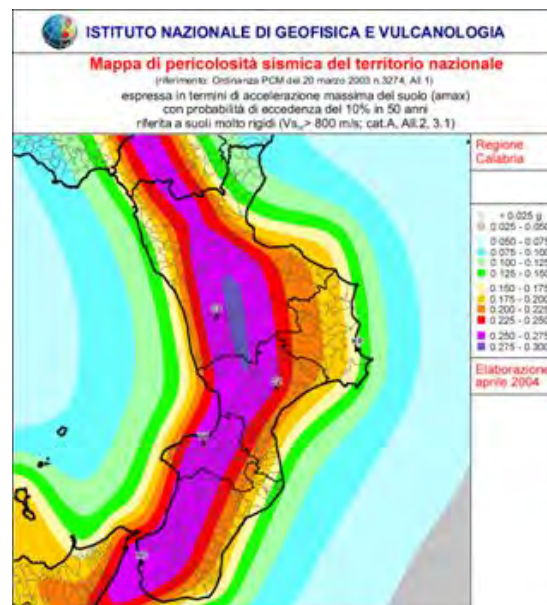 ISTITUTO NAZIONALE DI GEOFISICA E VULCANOLOGIA
Mappa di pericolosità sismica del territorio nazionale
(riferimento: Ordinanza PCM del 20 marzo 2003 n.3274, All.1)
espressa in termini di accelerazione massima del suolo (amax)
con probabilità di eccedenza del 10% in 50 anni
riferita a suoli molto rigidi (Vs₃₀> 800 m/s; cat.A, All.2, 3.1)
Regione
Calabria
< 0.025 g
0.025 - 0.050
0.050 - 0.075
0.075 - 0.100
0.100 - 0.125
0.125 - 0.150
0.150 - 0.175
0.175 - 0.200
0.200 - 0.225
0.225 - 0.250
0.250 - 0.275
0.275 - 0.300
Elaborazione
aprile 2004